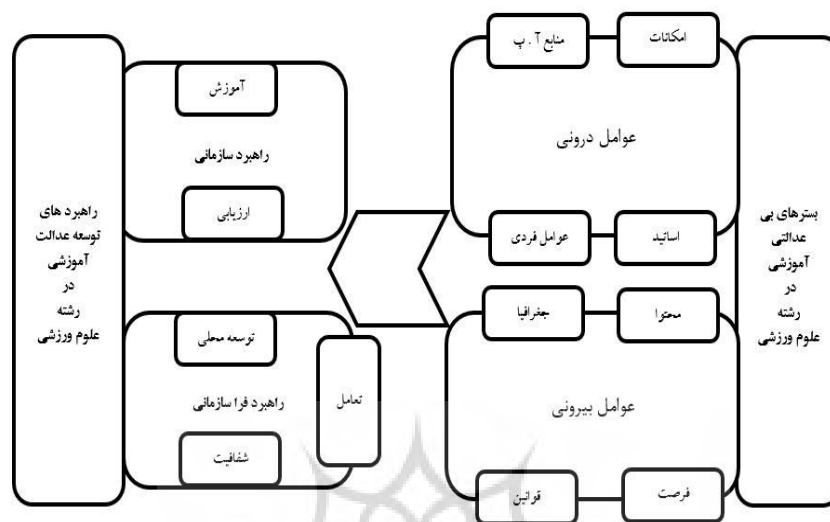 امکانات
منابع آ . پ
عوامل درونی
اساتید
عوامل فردی
بسترهای بی
عدالتی
آموزشی
در
رشته
علوم ورزشی
محتوا
جغرافیا
عوامل بیرونی
فرصت
قوانین
آموزش
راهبرد سازمانی
ارزیابی
توسعه محلی
تعامل
راهبرد فرا سازمانی
شفافیت
راهبرد های
توسعه عدالت
آموزشی
در
رشته
علوم ورزشی